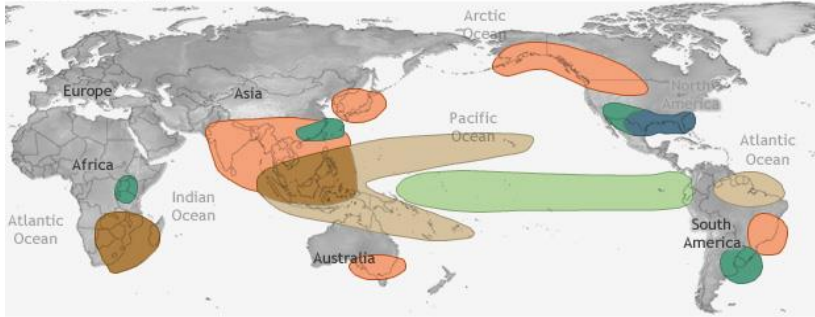 Arctic
Ocean
Europe
Asia
North
America
Pacific
Ocean
Atlantic
Ocean
Africa
Indian
Ocean
Atlantic
Ocean
South
America
Australia